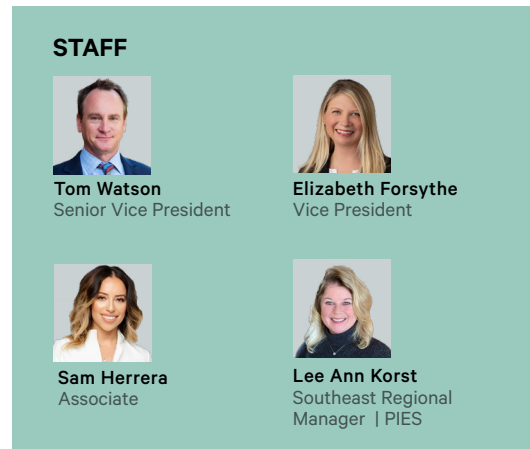 STAFF
Tom Watson
Senior Vice President
Elizabeth Forsythe
Vice President
Sam Herrera
Associate
Lee Ann Korst
Southeast Regional
Manager | PIES